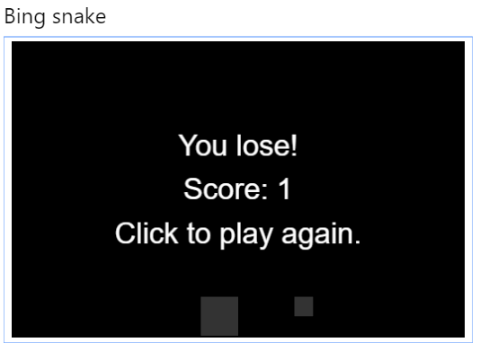 Bing snake
You lose!
Score: 1
Click to play again.